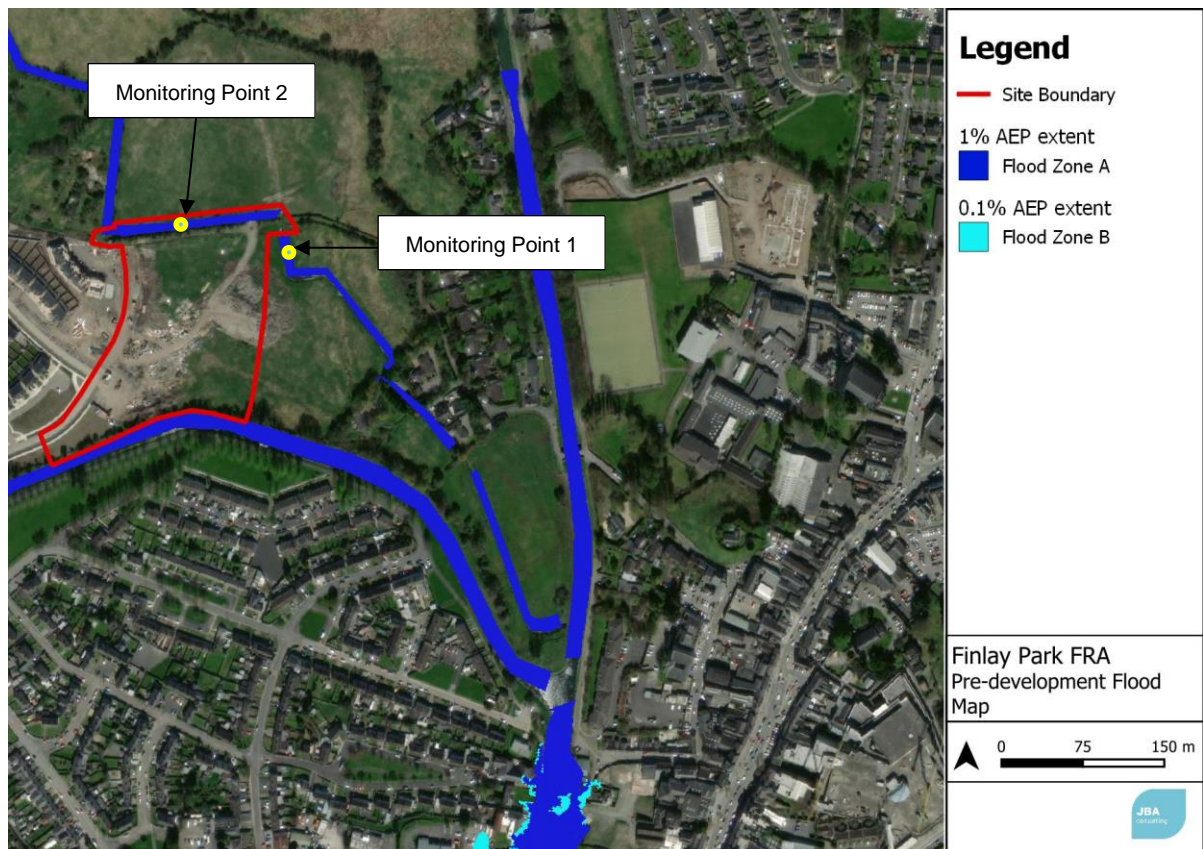 Monitoring Point 2
Monitoring Point 1
Legend
Site Boundary
1% AEP extent
Flood Zone A
0.1% AEP extent
Flood Zone B
Finlay Park FRA
Pre-development Flood
Map
0 75 150 m
JBA
consulting